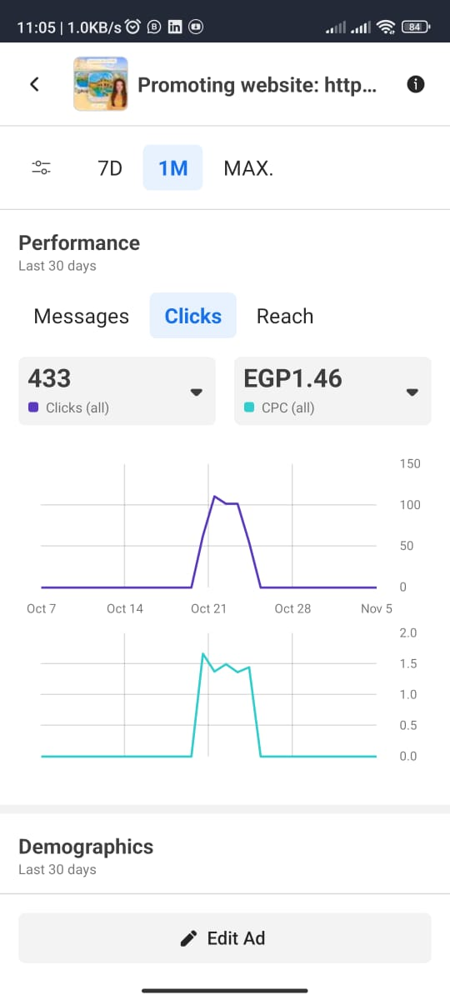 11:05 | 1.0KB/s
84
Promoting website: http...
7D 1M MAX.
Performance
Last 30 days
Messages Clicks Reach
433 EGP1.46
Clicks (all) CPC (all)
150
100
50
0
Oct 7 Oct 14 Oct 21 Oct 28 Nov 5
2.0
1.5
1.0
0.5
0.0
Demographics
Last 30 days
Edit Ad